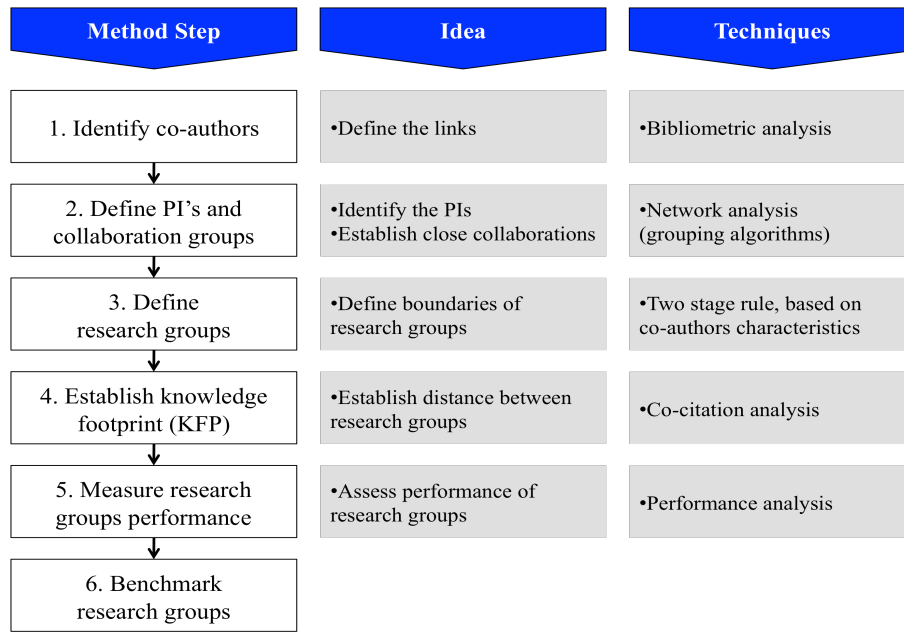 Method Step
Idea
Techniques
1. Identify co-authors
•Define the links
•Bibliometric analysis
2. Define PI's and
collaboration groups
•Identify the PIs
•Establish close collaborations
•Network analysis
(grouping algorithms)
3. Define
research groups
•Define boundaries of
research groups
•Two stage rule, based on
co-authors characteristics
4. Establish knowledge
footprint (KFP)
•Establish distance between
research groups
•Co-citation analysis
5. Measure research
groups performance
•Assess performance of
research groups
•Performance analysis
6. Benchmark
research groups